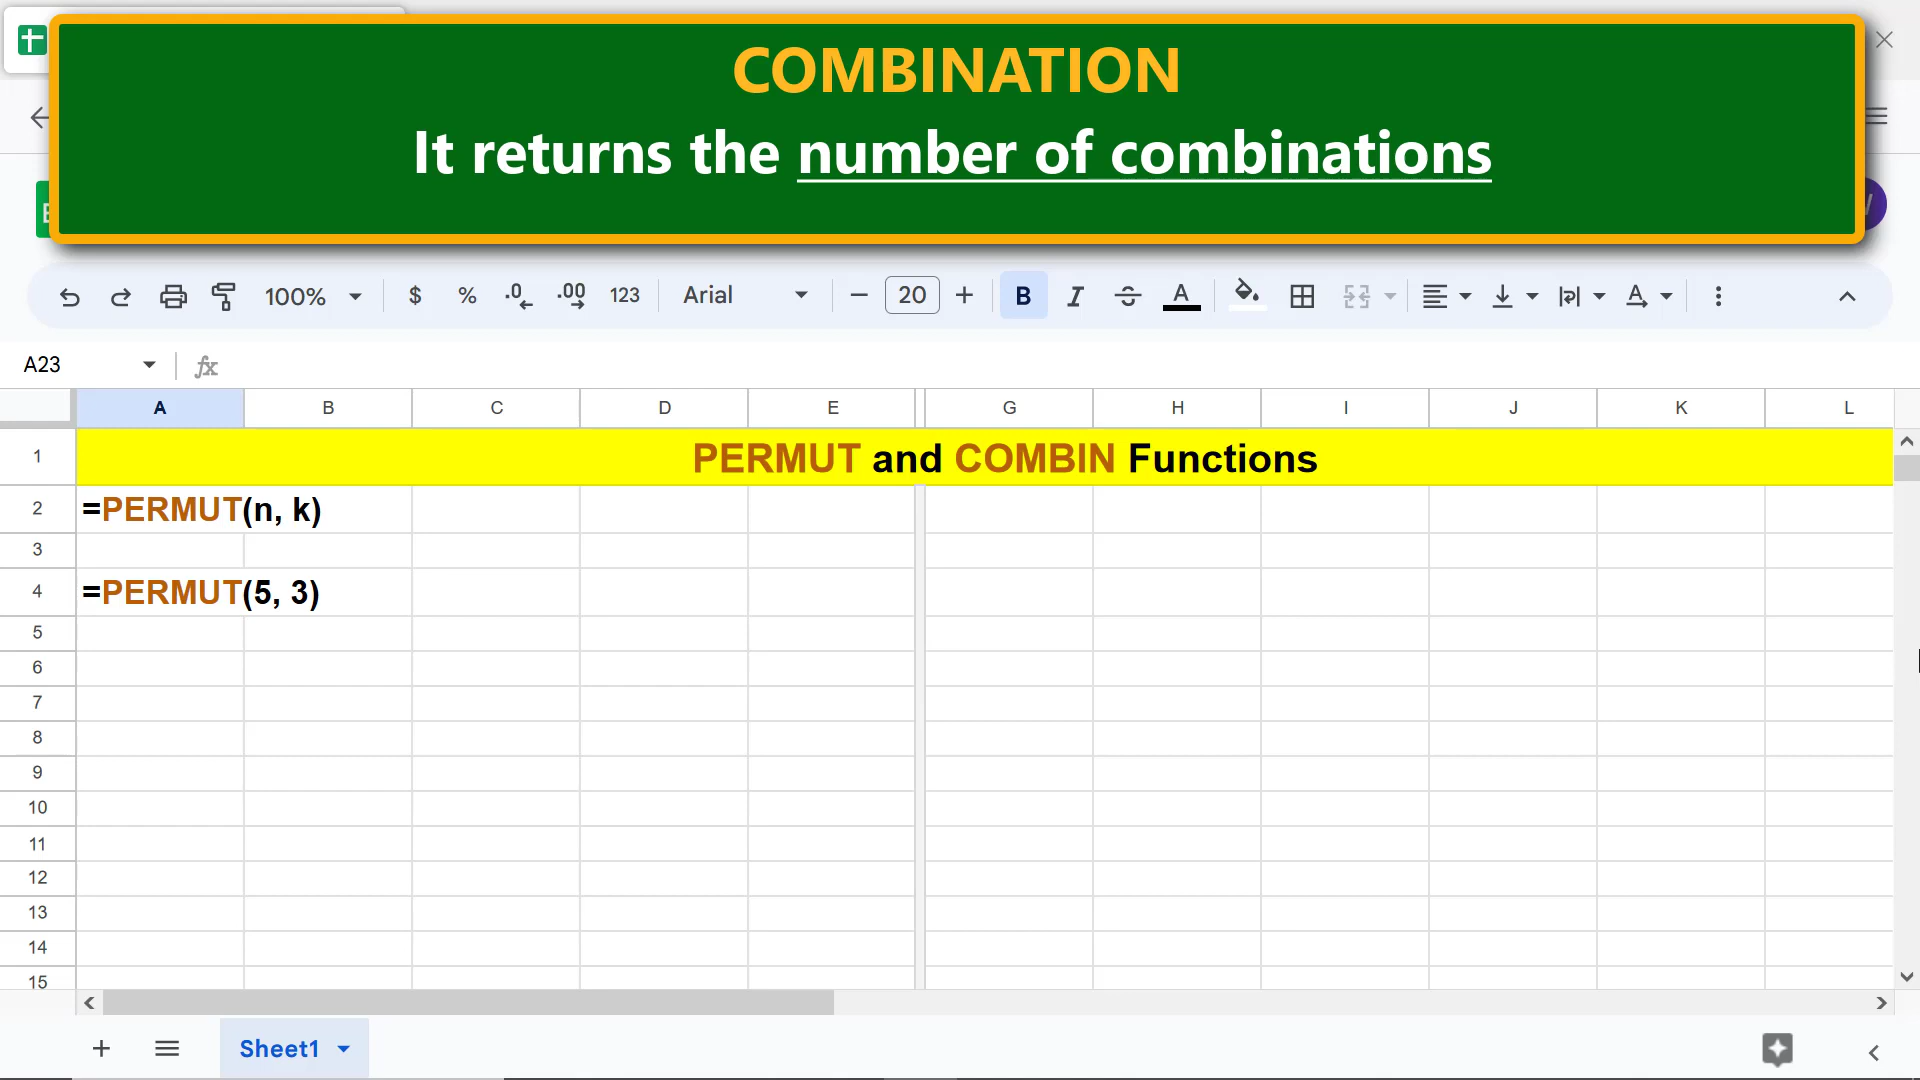 COMBINATION
It returns the number of combinations
100% $ % .0 .00 123 Arial 20 B I S A A
A23 fx
A B C D E G H I J K L
1 PERMUT and COMBIN Functions
2 =PERMUT(n, k)
3
4 =PERMUT(5, 3)
5
6
7
8
9
10
11
12
13
14
15
Sheet1